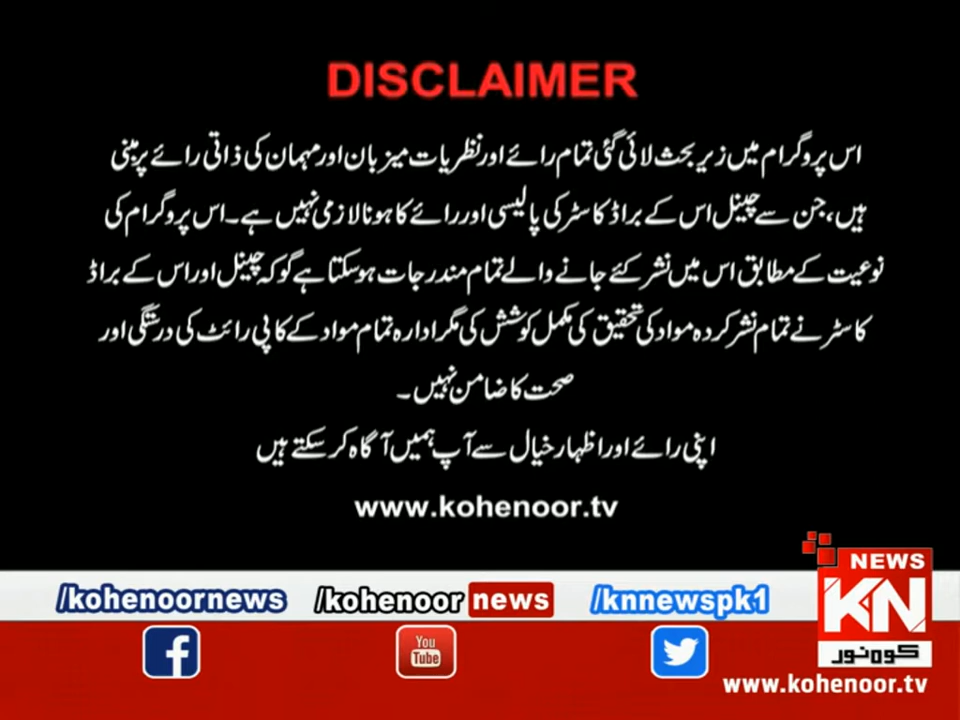 DISCLAIMER
اس پروگرام میں زیر بحث لائی گئی تمام رائے اور نظریات میزبان اور مہمان کی ذاتی رائے پر مبنی
ہیں، جن سے چینل اس کے براڈ کاسٹر کی پالیسی اور رائے کا ہونا لازمی نہیں ہے۔ اس پروگرام کی
نوعیت کے مطابق اس میں نشر کئے جانے والے تمام مندرجات ہو سکتا ہے گو کہ چینل اور اس کے براڈ
کاسٹر نے تمام نشر کردہ مواد کی تحقیق کی مکمل کوشش کی مگر ادارہ تمام مواد کے کاپی رائٹ کی درستگی اور
صحت کا ضامن نہیں۔
اپنی رائے اور اظہار خیال سے آپ ہمیں آگاہ کر سکتے ہیں
www.kohenoor.tv
/kohenoornews /kohenoor news /knnewspk1
f You Tube
NEWS
KN
کوہ نور
www.kohenoor.tv